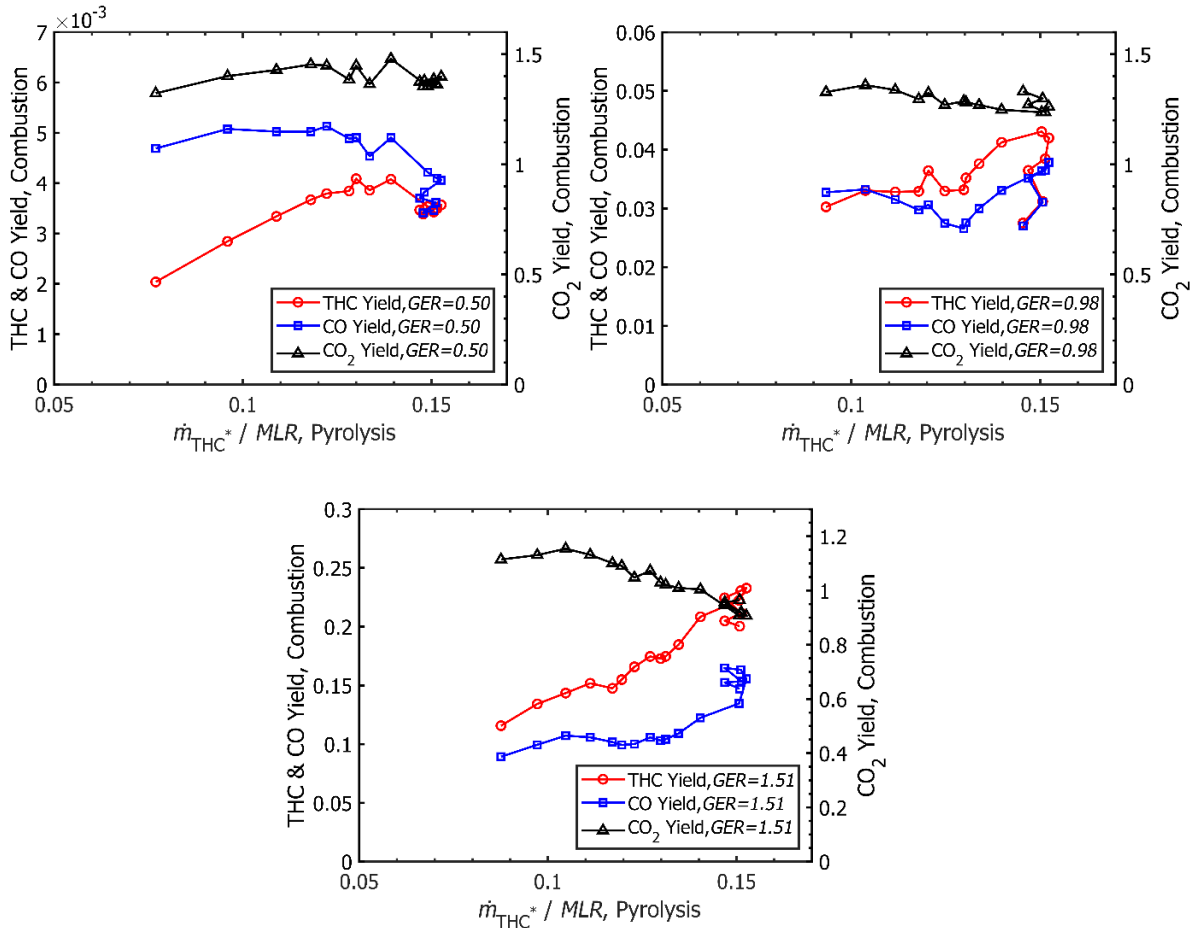 ×10⁻³
7
6
5
4
3
2
1
0
1.5
1
0.5
0
0.05
0.1
0.15
THC & CO Yield, Combustion
CO₂ Yield, Combustion
THC Yield,GER=0.50
CO Yield,GER=0.50
CO₂ Yield,GER=0.50
ṁ_THC* / MLR, Pyrolysis
0.06
0.05
0.04
0.03
0.02
0.01
0
1.5
1
0.5
0
0.05
0.1
0.15
THC & CO Yield, Combustion
CO₂ Yield, Combustion
THC Yield,GER=0.98
CO Yield,GER=0.98
CO₂ Yield,GER=0.98
ṁ_THC* / MLR, Pyrolysis
0.3
0.25
0.2
0.15
0.1
0.05
0
1.2
1
0.8
0.6
0.4
0.2
0
0.05
0.1
0.15
THC & CO Yield, Combustion
CO₂ Yield, Combustion
THC Yield,GER=1.51
CO Yield,GER=1.51
CO₂ Yield,GER=1.51
ṁ_THC* / MLR, Pyrolysis